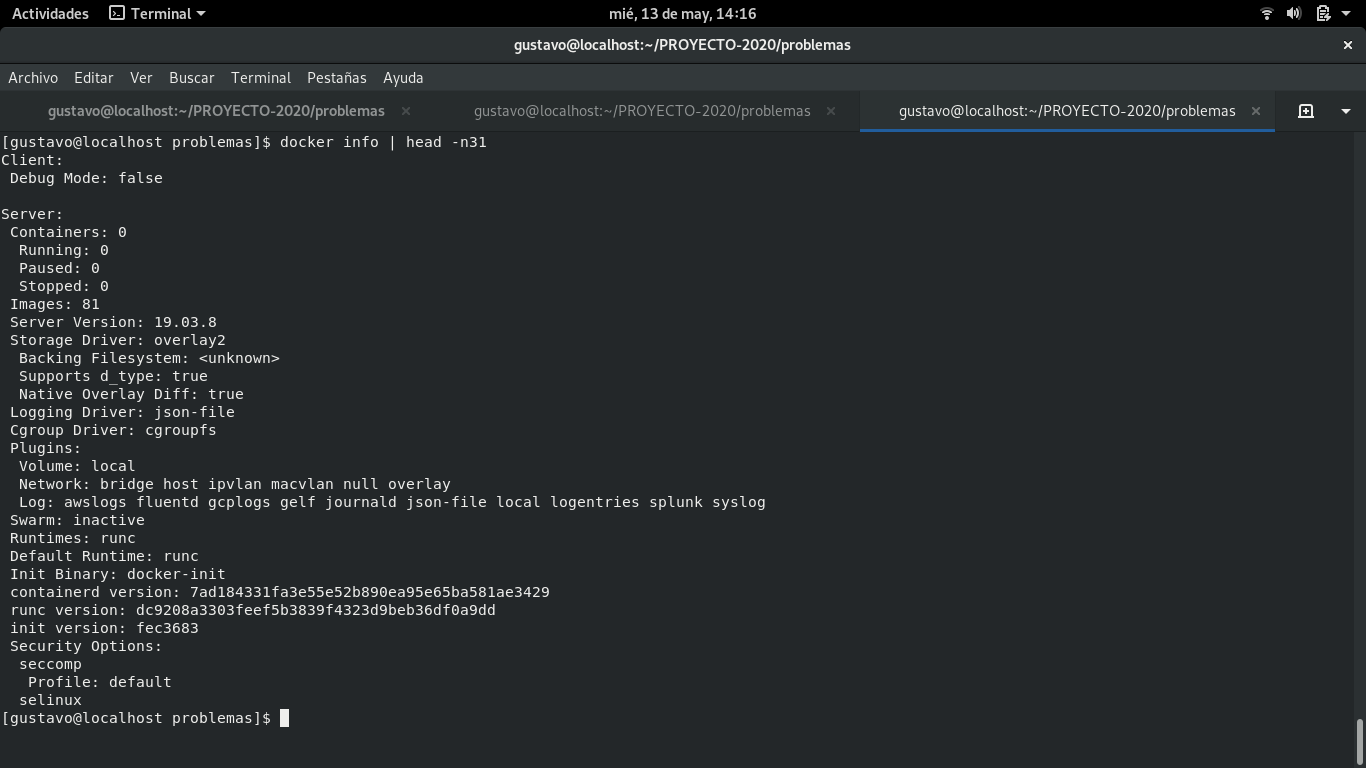 Actividades Terminal mié, 13 de may, 14:16
gustavo@localhost:~/PROYECTO-2020/problemas
Archivo Editar Ver Buscar Terminal Pestañas Ayuda
gustavo@localhost:~/PROYECTO-2020/problemas × gustavo@localhost:~/PROYECTO-2020/problemas × gustavo@localhost:~/PROYECTO-2020/problemas ×
[gustavo@localhost problemas]$ docker info | head -n31
Client:
 Debug Mode: false

Server:
 Containers: 0
  Running: 0
  Paused: 0
  Stopped: 0
 Images: 81
 Server Version: 19.03.8
 Storage Driver: overlay2
  Backing Filesystem: <unknown>
  Supports d_type: true
  Native Overlay Diff: true
 Logging Driver: json-file
 Cgroup Driver: cgroupfs
 Plugins:
  Volume: local
  Network: bridge host ipvlan macvlan null overlay
  Log: awslogs fluentd gcplogs gelf journald json-file local logentries splunk syslog
 Swarm: inactive
 Runtimes: runc
 Default Runtime: runc
 Init Binary: docker-init
 containerd version: 7ad184331fa3e55e52b890ea95e65ba581ae3429
 runc version: dc9208a3303feef5b3839f4323d9beb36df0a9dd
 init version: fec3683
 Security Options:
  seccomp
   Profile: default
  selinux
[gustavo@localhost problemas]$